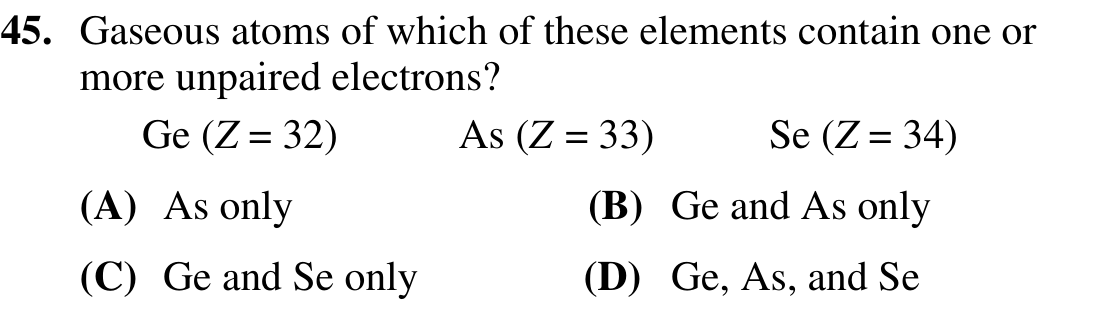 45. Gaseous atoms of which of these elements contain one or
more unpaired electrons?
Ge (Z = 32) As (Z = 33) Se (Z = 34)
(A) As only (B) Ge and As only
(C) Ge and Se only (D) Ge, As, and Se